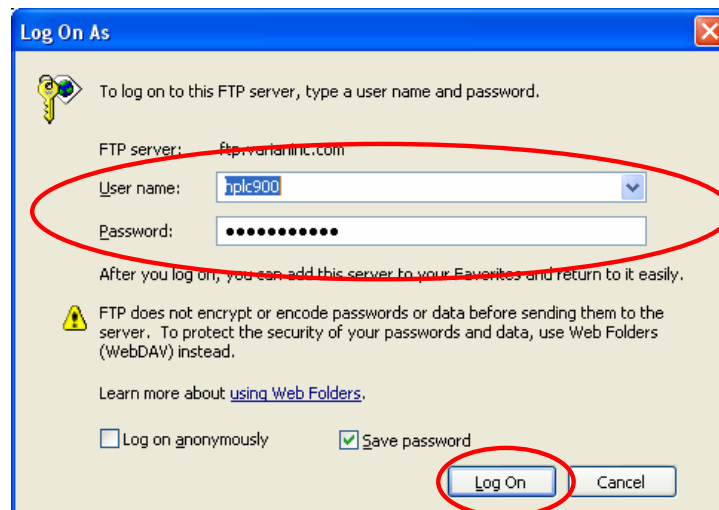 Log On As
To log on to this FTP server, type a user name and password.
FTP server: ftp.varianinc.com
User name: hplc900
Password: ●●●●●●●●●●●
After you log on, you can add this server to your Favorites and return to it easily.
FTP does not encrypt or encode passwords or data before sending them to the
server. To protect the security of your passwords and data, use Web Folders
(WebDAV) instead.
Learn more about using Web Folders.
Log on anonymously Save password
Log On Cancel